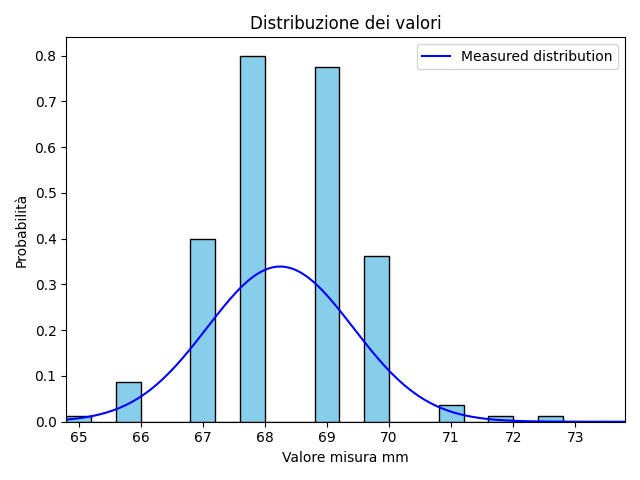 Distribuzione dei valori
Measured distribution
0.8
0.7
0.6
0.5
0.4
0.3
0.2
0.1
0.0
Probabilità
65 66 67 68 69 70 71 72 73
Valore misura mm